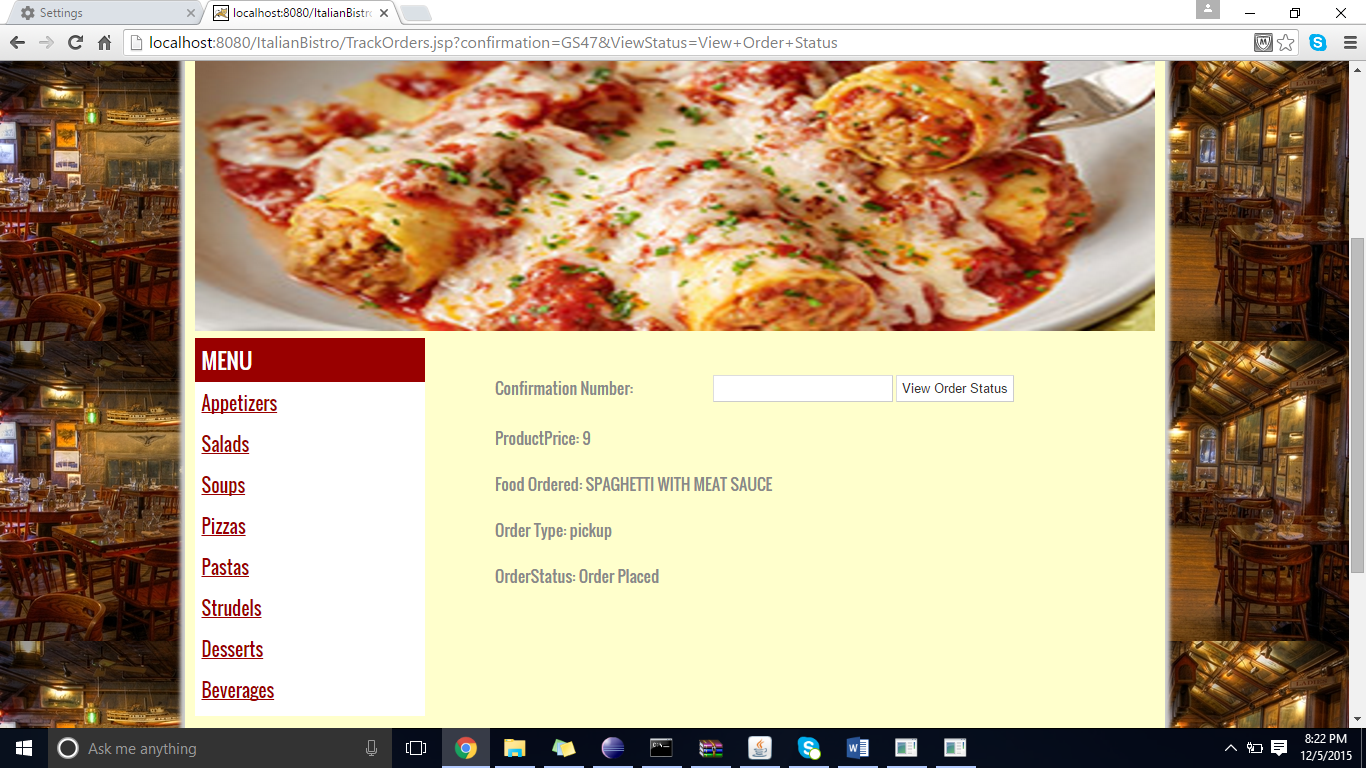 Settings
localhost:8080/ItalianBistro
localhost:8080/ItalianBistro/TrackOrders.jsp?confirmation=GS47&ViewStatus=View+Order+Status
MENU
Appetizers
Salads
Soups
Pizzas
Pastas
Strudels
Desserts
Beverages
Confirmation Number:
View Order Status
ProductPrice: 9
Food Ordered: SPAGHETTI WITH MEAT SAUCE
Order Type: pickup
OrderStatus: Order Placed
Ask me anything
8:22 PM
12/5/2015